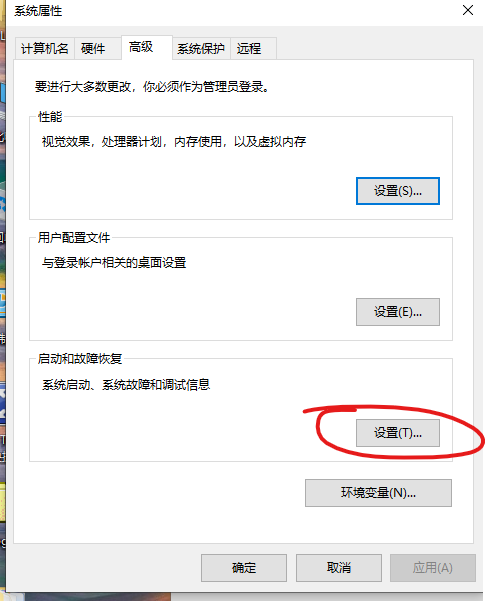 系统属性
计算机名 硬件 高级 系统保护 远程
要进行大多数更改，你必须作为管理员登录。
性能
视觉效果，处理器计划，内存使用，以及虚拟内存
设置(S)...
用户配置文件
与登录帐户相关的桌面设置
设置(E)...
启动和故障恢复
系统启动、系统故障和调试信息
设置(T)...
环境变量(N)...
确定 取消 应用(A)